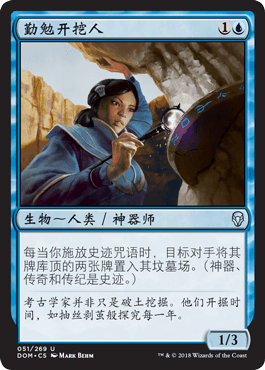 勤勉开挖人 1
生物～人类 / 神器师
每当你施放史迹咒语时，目标对手将其
牌库顶的两张牌置入其坟墓场。（神器、
传奇和传纪是史迹。）
考古学家并非只是破土挖掘。他们开掘时
间，如抽丝剥茧般探究每一年。
1/3
051/269 U
DOM • CS MARK BEHM
™ & © 2018 Wizards of the Coast